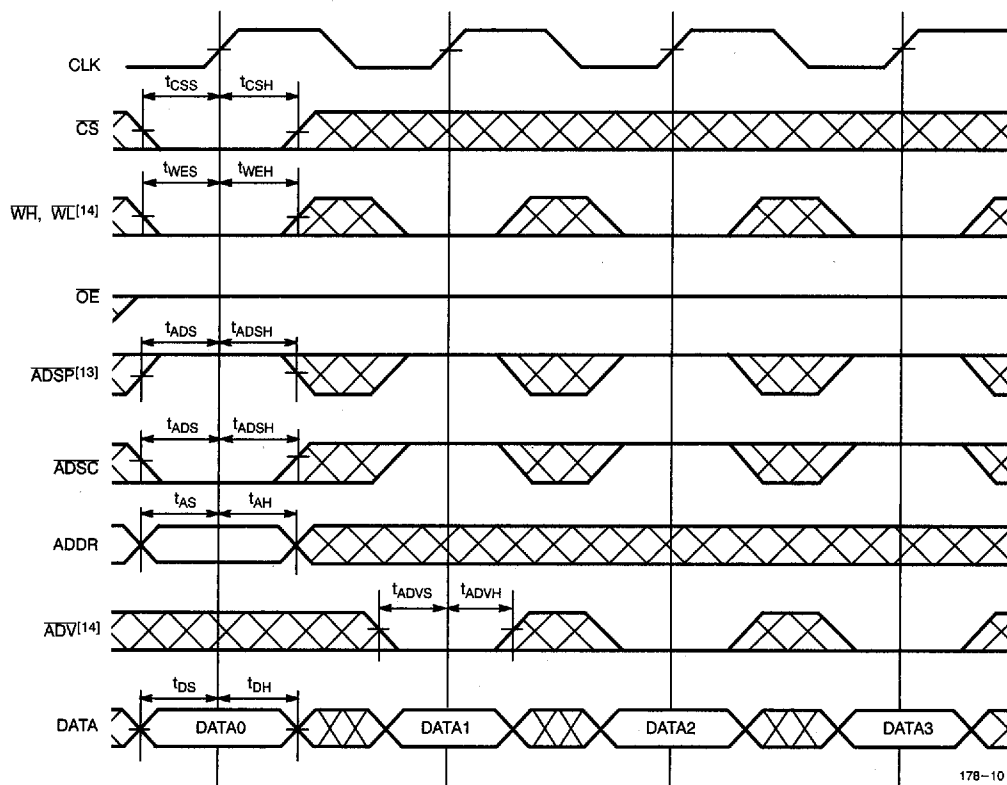 CLK
tCSS tCSH
CS
tWES tWEH
WH, WL[14]
OE
tADS tADSH
ADSP[13]
tADS tADSH
ADSC
tAS tAH
ADDR
tADVS tADVH
ADV[14]
tDS tDH
DATA DATA0 DATA1 DATA2 DATA3
178-10